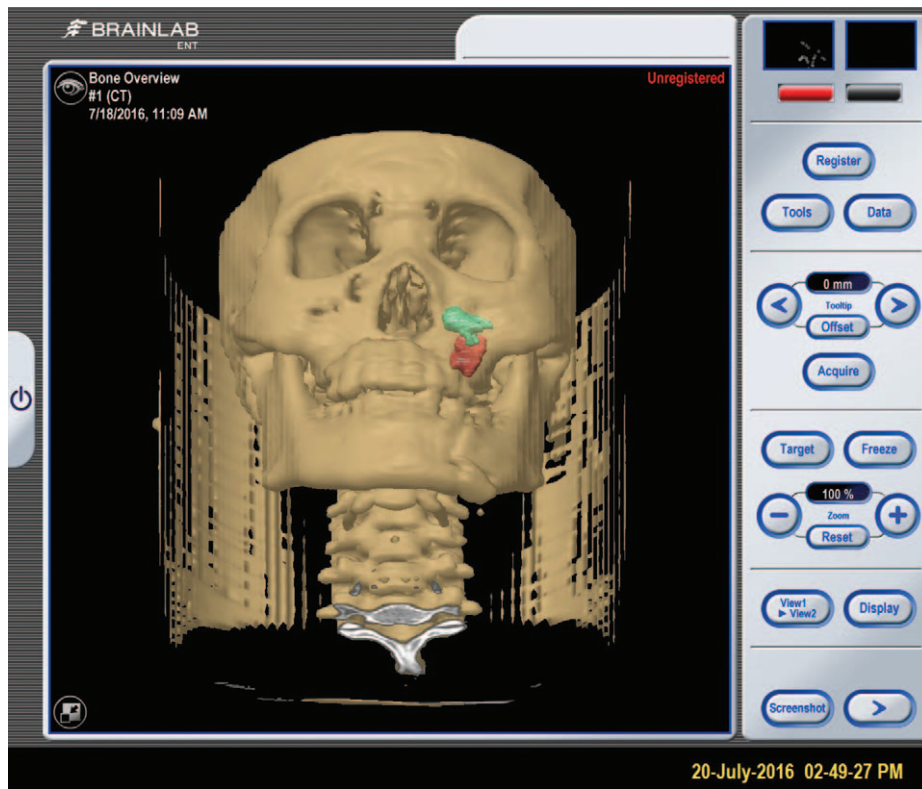 BRAINLAB
ENT
Bone Overview
#1 (CT)
7/18/2016, 11:09 AM
Unregistered
Register
Tools
Data
0 mm
Tooltip
Offset
Acquire
Target
Freeze
100 %
Zoom
Reset
View1
▶ View2
Display
Screenshot
20-July-2016 02-49-27 PM